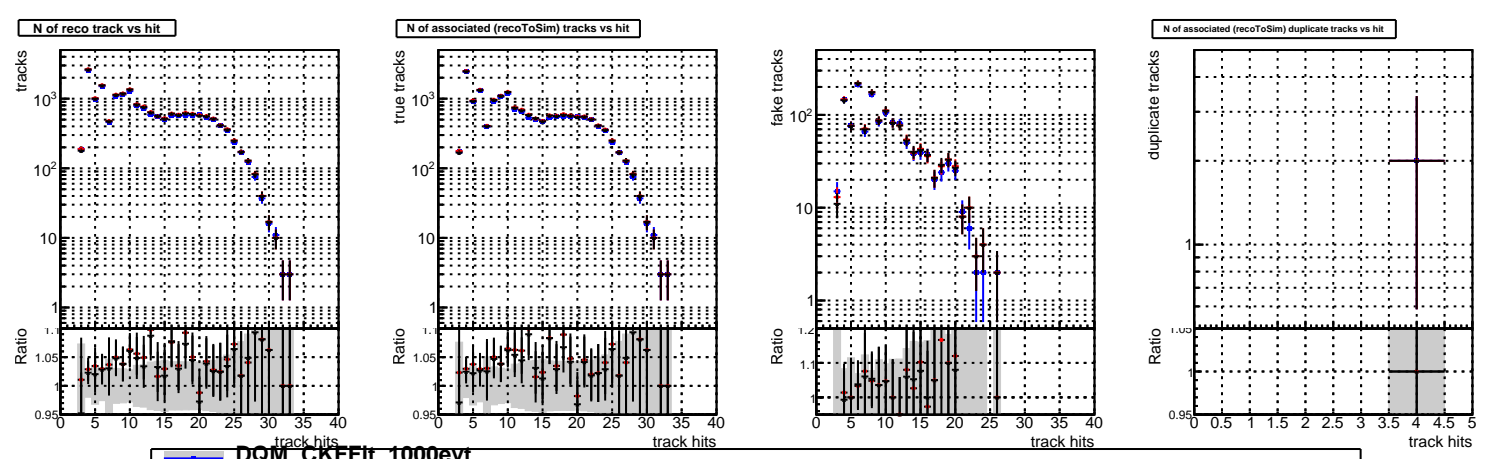 N of reco track vs hit
tracks
10³
10²
10
1
Ratio
1.1
1.05
1
0.95
0 5 10 15 20 25 30 35 40
track hits
N of associated (recoToSim) tracks vs hit
true tracks
10³
10²
10
1
Ratio
1.1
1.05
1
0.95
0 5 10 15 20 25 30 35 40
track hits
fake tracks
10²
10
1
Ratio
1.2
1.1
1
0 5 10 15 20 25 30 35 40
track hits
N of associated (recoToSim) duplicate tracks vs hit
duplicate tracks
1
Ratio
1.05
1
0.95
0 0.5 1 1.5 2 2.5 3 3.5 4 4.5 5
track hits
DQM_CKFFit_1000evt